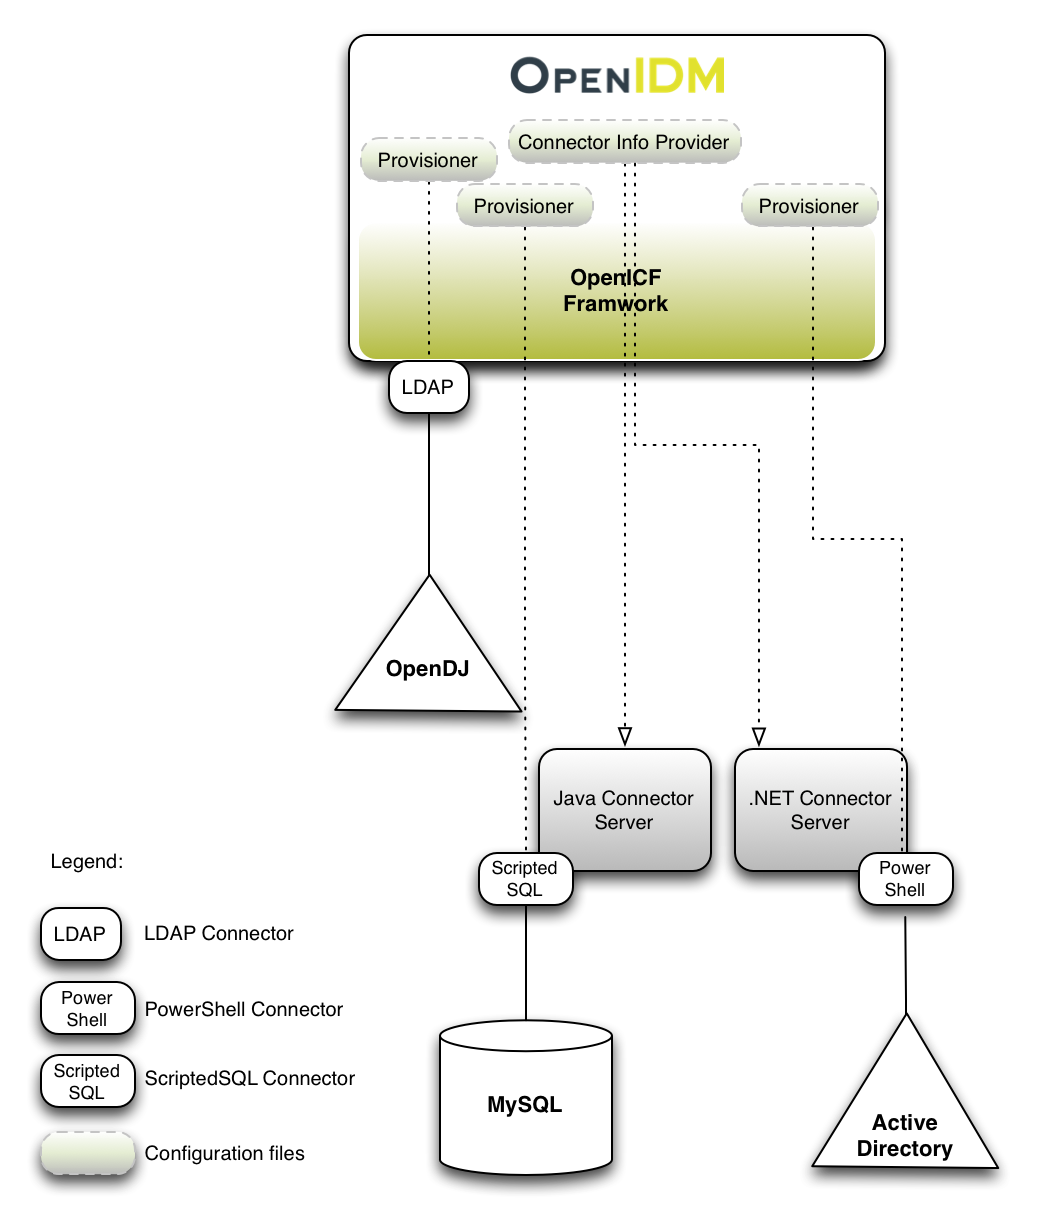 OPENIDM
Connector Info Provider
Provisioner
Provisioner
Provisioner
OpenICF
Framwork
LDAP
OpenDJ
Java Connector
Server
.NET Connector
Server
Scripted
SQL
Power
Shell
MySQL
Active
Directory
Legend:
LDAP
LDAP Connector
Power
Shell
PowerShell Connector
Scripted
SQL
ScriptedSQL Connector
Configuration files